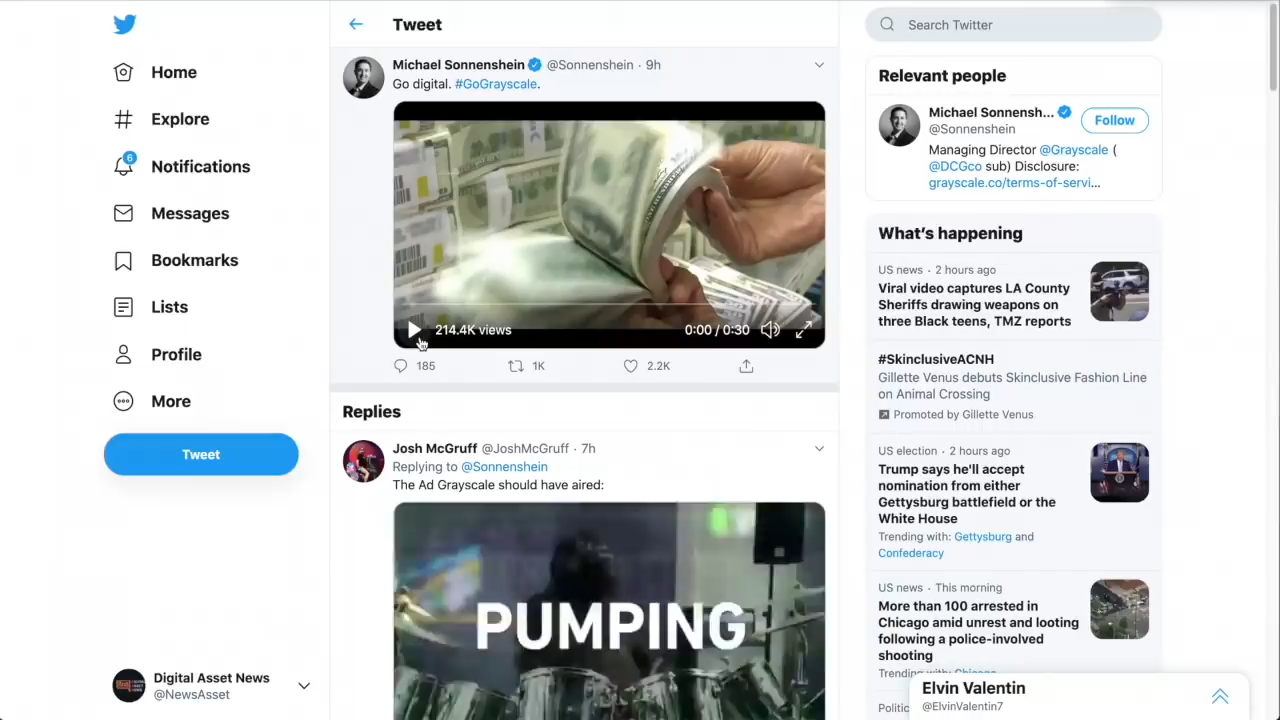 Home
Explore
6
Notifications
Messages
Bookmarks
Lists
Profile
More
Tweet
Digital Asset News
@NewsAsset
Tweet
Michael Sonnenshein @Sonnenshein · 9h
Go digital. #GoGrayscale.
214.4K views
0:00 / 0:30
185
1K
2.2K
Replies
Josh McGruff @JoshMcGruff · 7h
Replying to @Sonnenshein
The Ad Grayscale should have aired:
PUMPING
Search Twitter
Relevant people
Michael Sonnensh...
@Sonnenshein
Follow
Managing Director @Grayscale (
@DCGco sub) Disclosure:
grayscale.co/terms-of-servi...
What's happening
US news · 2 hours ago
Viral video captures LA County
Sheriffs drawing weapons on
three Black teens, TMZ reports
#SkinclusiveACNH
Gillette Venus debuts Skinclusive Fashion Line
on Animal Crossing
Promoted by Gillette Venus
US election · 2 hours ago
Trump says he'll accept
nomination from either
Gettysburg battlefield or the
White House
Trending with: Gettysburg and
Confederacy
US news · This morning
More than 100 arrested in
Chicago amid unrest and looting
following a police-involved
shooting
Trending with: Chicago
Politic
Elvin Valentin
@ElvinValentin7